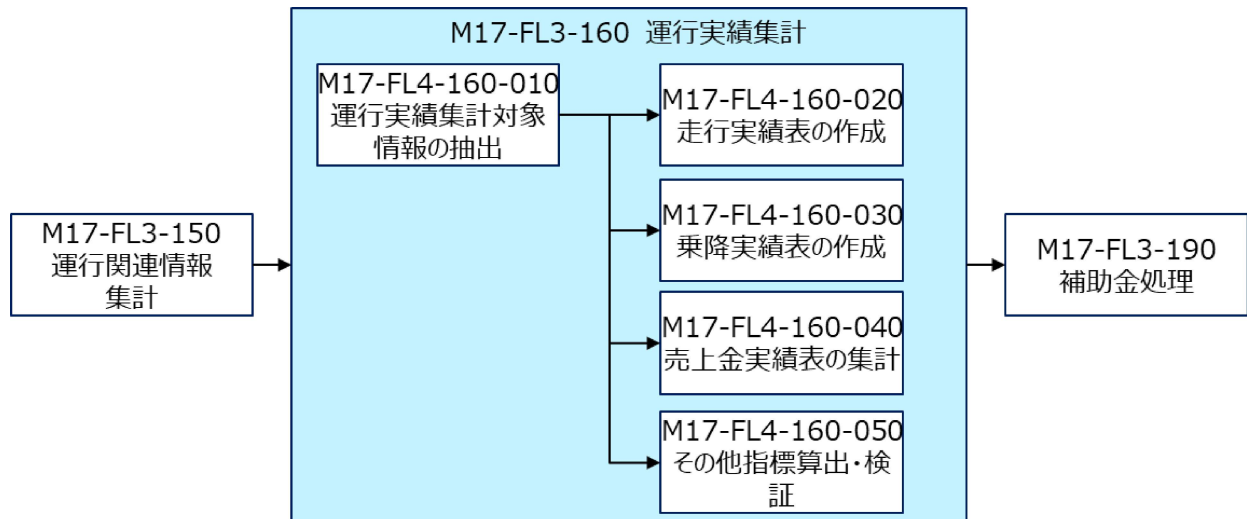 M17-FL3-160 運行実績集計
M17-FL4-160-010
運行実績集計対象
情報の抽出
M17-FL4-160-020
走行実績表の作成
M17-FL3-150
運行関連情報
集計
M17-FL4-160-030
乗降実績表の作成
M17-FL4-160-040
売上金実績表の集計
M17-FL4-160-050
その他指標算出・検
証
M17-FL3-190
補助金処理